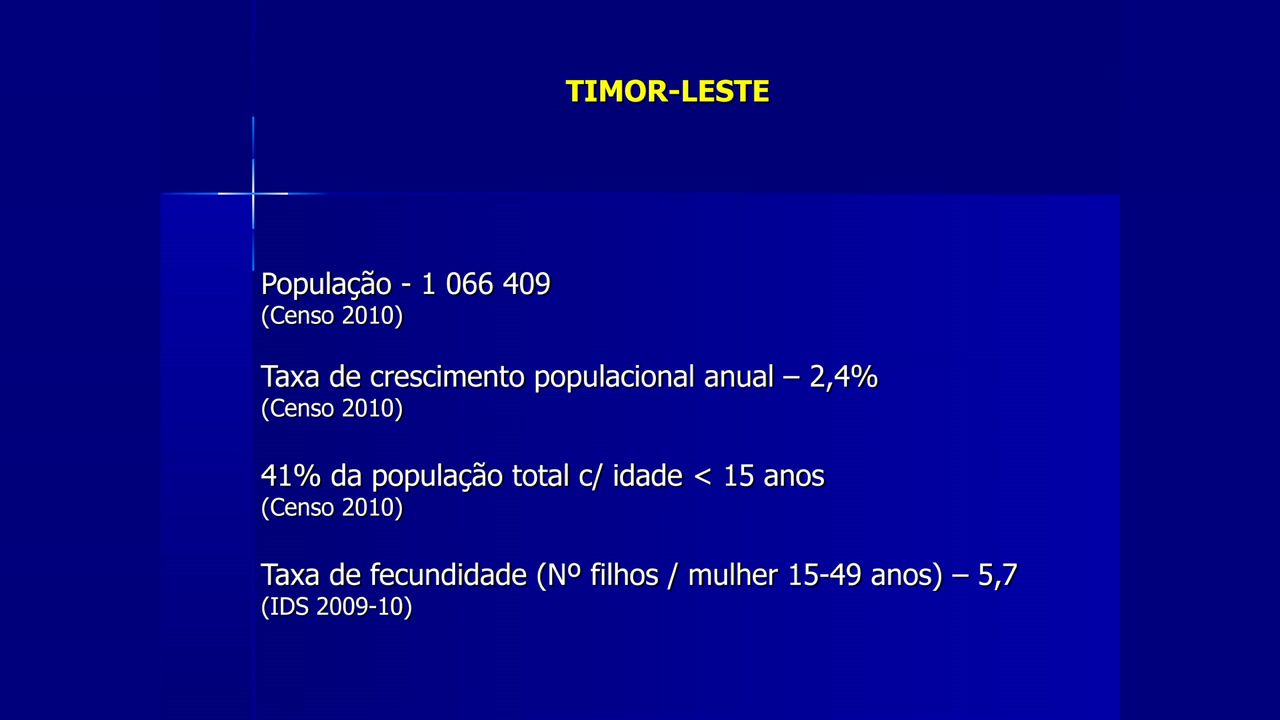 TIMOR-LESTE
População - 1 066 409
(Censo 2010)
Taxa de crescimento populacional anual – 2,4%
(Censo 2010)
41% da população total c/ idade < 15 anos
(Censo 2010)
Taxa de fecundidade (Nº filhos / mulher 15-49 anos) – 5,7
(IDS 2009-10)